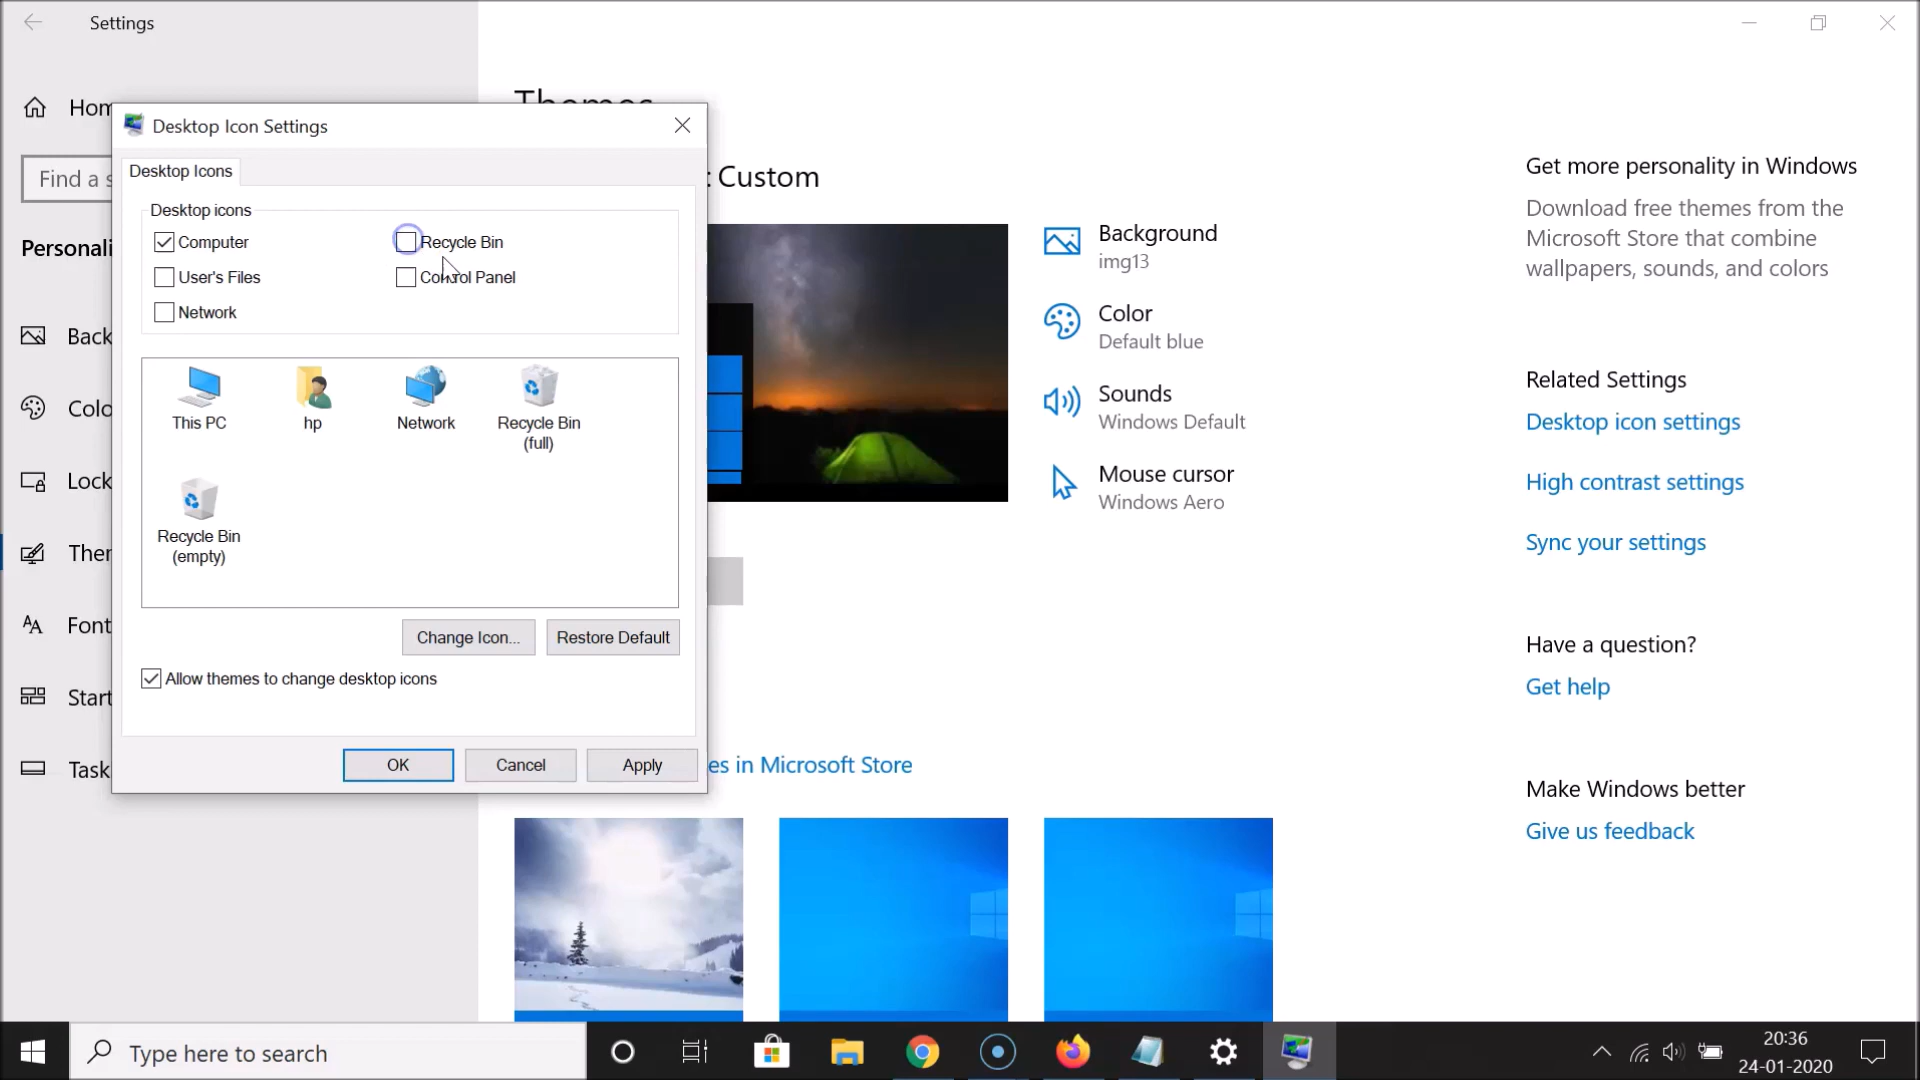 Settings
Hom
Find a s
Personali
Back
Colo
Lock
Ther
Font
Start
Task
Desktop Icon Settings
Desktop Icons
Desktop icons
Computer
Recycle Bin
User's Files
Control Panel
Network
This PC
hp
Network
Recycle Bin
(full)
Recycle Bin
(empty)
Change Icon...
Restore Default
Allow themes to change desktop icons
OK
Cancel
Apply
Themes
: Custom
Background
img13
Color
Default blue
Sounds
Windows Default
Mouse cursor
Windows Aero
es in Microsoft Store
Get more personality in Windows
Download free themes from the
Microsoft Store that combine
wallpapers, sounds, and colors
Related Settings
Desktop icon settings
High contrast settings
Sync your settings
Have a question?
Get help
Make Windows better
Give us feedback
Type here to search
20:36
24-01-2020